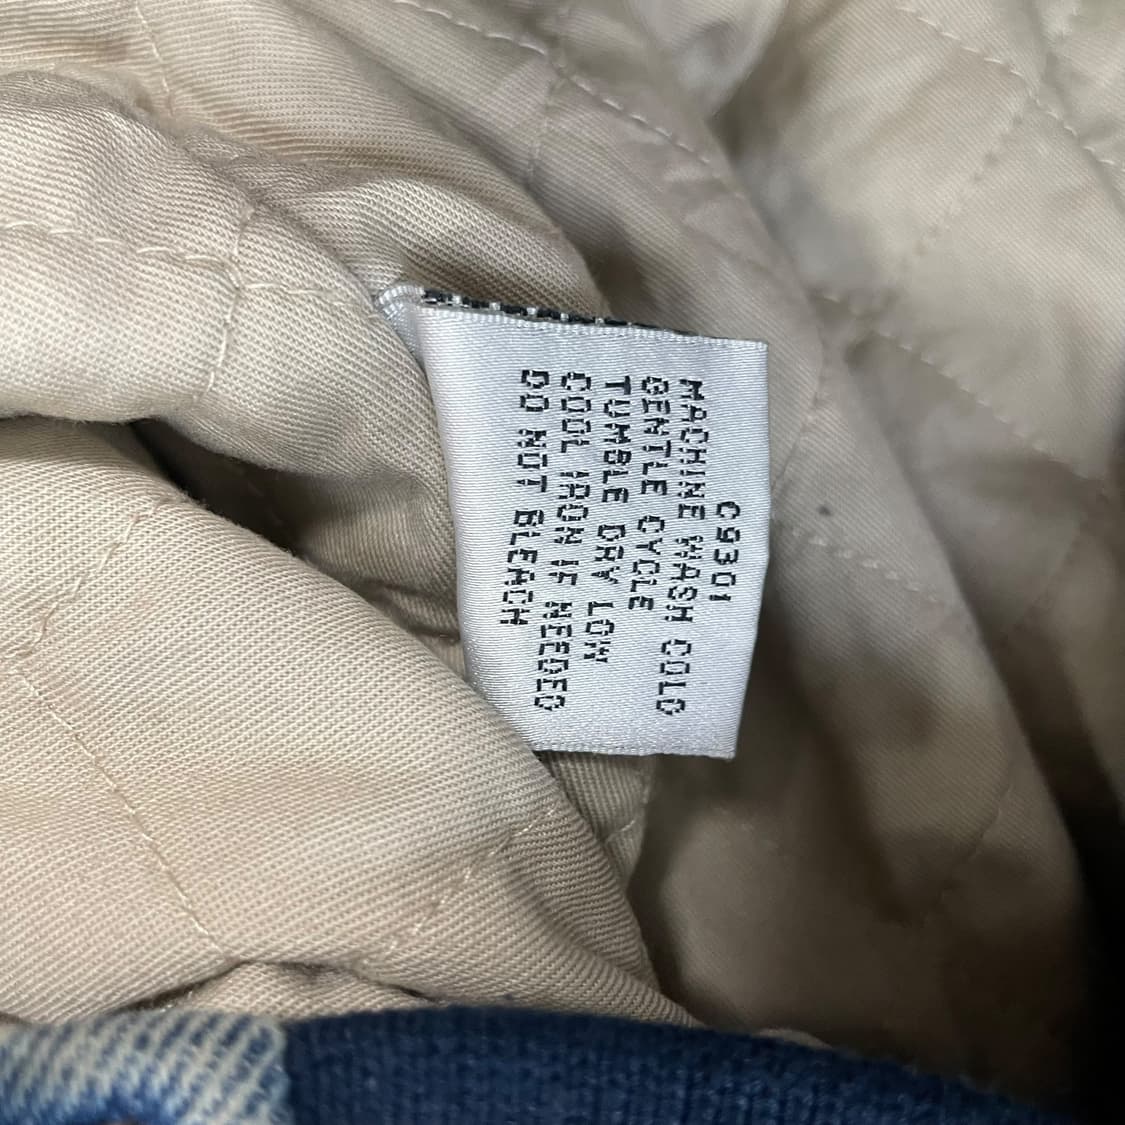 C9301
MACHINE WASH COLD
GENTLE CYCLE
TUMBLE DRY LOW
COOL IRON IF NEEDED
DO NOT BLEACH